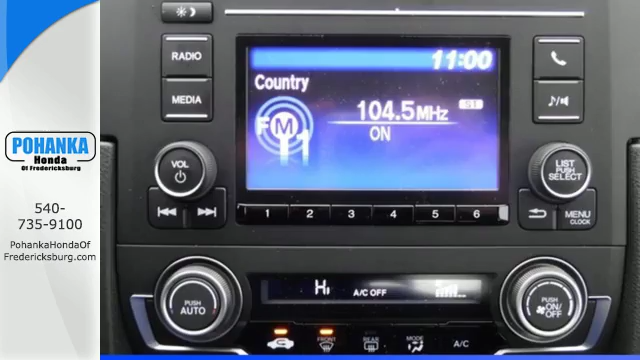 POHANKA
Honda
Of Fredericksburg
540-
735-9100
PohankaHondaOf
Fredericksburg.com
RADIO
MEDIA
VOL
11:00
Country
FM1
104.5MHz
ST
ON
LIST
PUSH
SELECT
MENU
CLOCK
1 2 3 4 5 6
PUSH
AUTO
Hi
A/C OFF
PUSH
ON/
OFF
FRONT
REAR
MODE
A/C